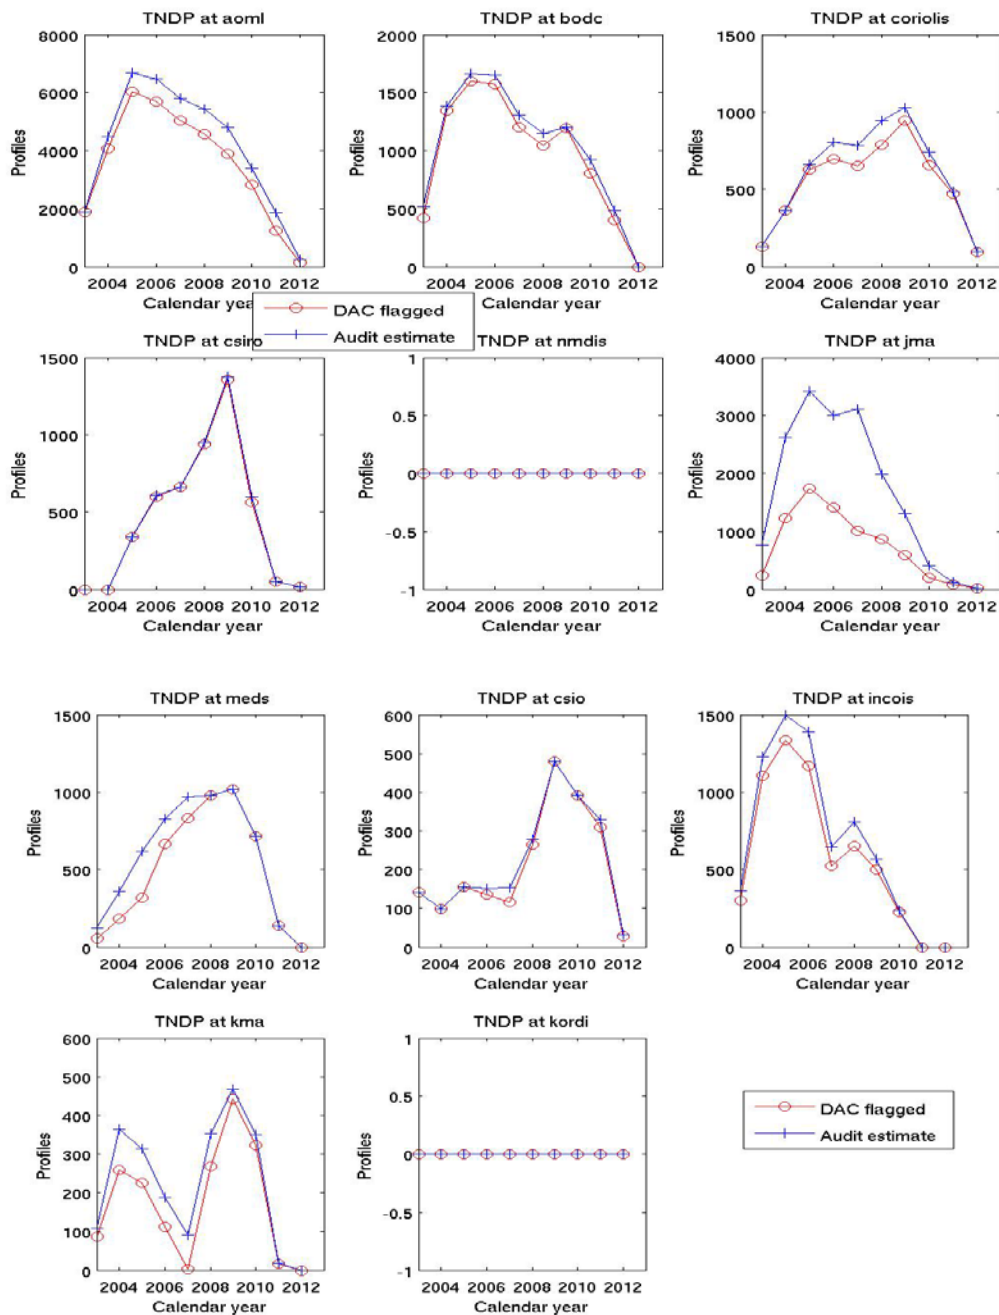 TNDP at aoml
8000
6000
4000
2000
0
Profiles
2004 2006 2008 2010 2012
Calendar year
TNDP at bodc
2000
1500
1000
500
0
Profiles
2004 2006 2008 2010 2012
Calendar year
TNDP at coriolis
1500
1000
500
0
Profiles
2004 2006 2008 2010 2012
Calendar year
DAC flagged
Audit estimate
TNDP at csiro
1500
1000
500
0
Profiles
2004 2006 2008 2010 2012
Calendar year
TNDP at nmdis
1
0.5
0
-0.5
-1
Profiles
2004 2006 2008 2010 2012
Calendar year
TNDP at jma
4000
3000
2000
1000
0
Profiles
2004 2006 2008 2010 2012
Calendar year
TNDP at meds
1500
1000
500
0
Profiles
2004 2006 2008 2010 2012
Calendar year
TNDP at csio
600
500
400
300
200
100
0
Profiles
2004 2006 2008 2010 2012
Calendar year
TNDP at incois
1500
1000
500
0
Profiles
2004 2006 2008 2010 2012
Calendar year
TNDP at kma
600
500
400
300
200
100
0
Profiles
2004 2006 2008 2010 2012
Calendar year
TNDP at kordi
1
0.5
0
-0.5
-1
Profiles
2004 2006 2008 2010 2012
Calendar year
DAC flagged
Audit estimate